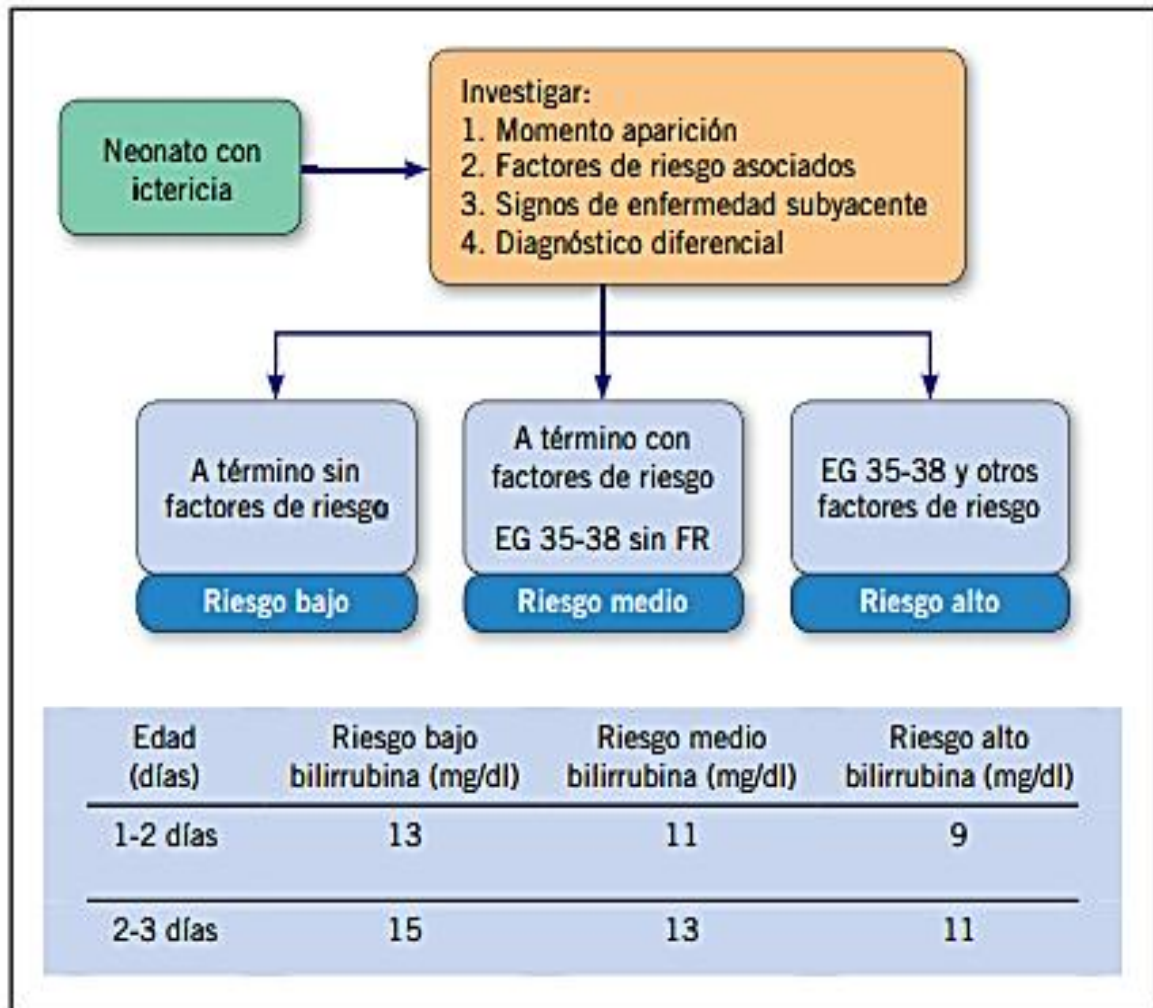 Neonato con
ictericia
Investigar:
1. Momento aparición
2. Factores de riesgo asociados
3. Signos de enfermedad subyacente
4. Diagnóstico diferencial
A término sin
factores de riesgo
Riesgo bajo
A término con
factores de riesgo
EG 35-38 sin FR
Riesgo medio
EG 35-38 y otros
factores de riesgo
Riesgo alto
Edad
(días)
Riesgo bajo
bilirrubina (mg/dl)
Riesgo medio
bilirrubina (mg/dl)
Riesgo alto
bilirrubina (mg/dl)
1-2 días 13 11 9
2-3 días 15 13 11